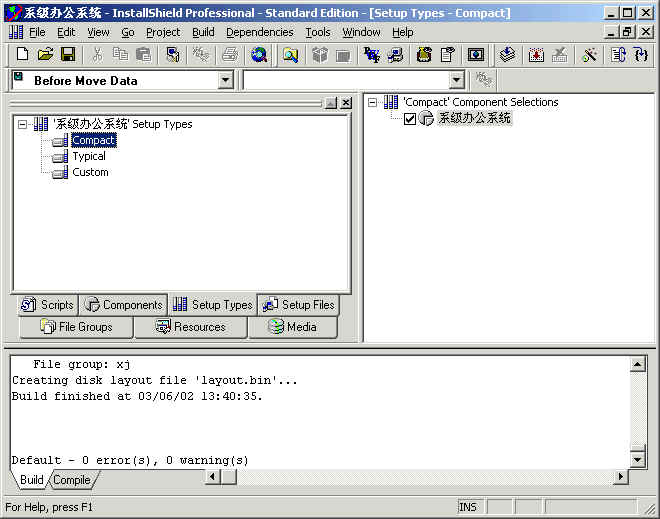 系级办公系统 - InstallShield Professional - Standard Edition - [Setup Types - Compact]
File Edit View Go Project Build Dependencies Tools Window Help
Before Move Data
'系级办公系统' Setup Types
Compact
Typical
Custom
'Compact' Component Selections
系级办公系统
Scripts Components Setup Types Setup Files
File Groups Resources Media
File group: xj
Creating disk layout file 'layout.bin'...
Build finished at 03/06/02 13:40:35.
Default - 0 error(s), 0 warning(s)
Build Compile
For Help, press F1 INS